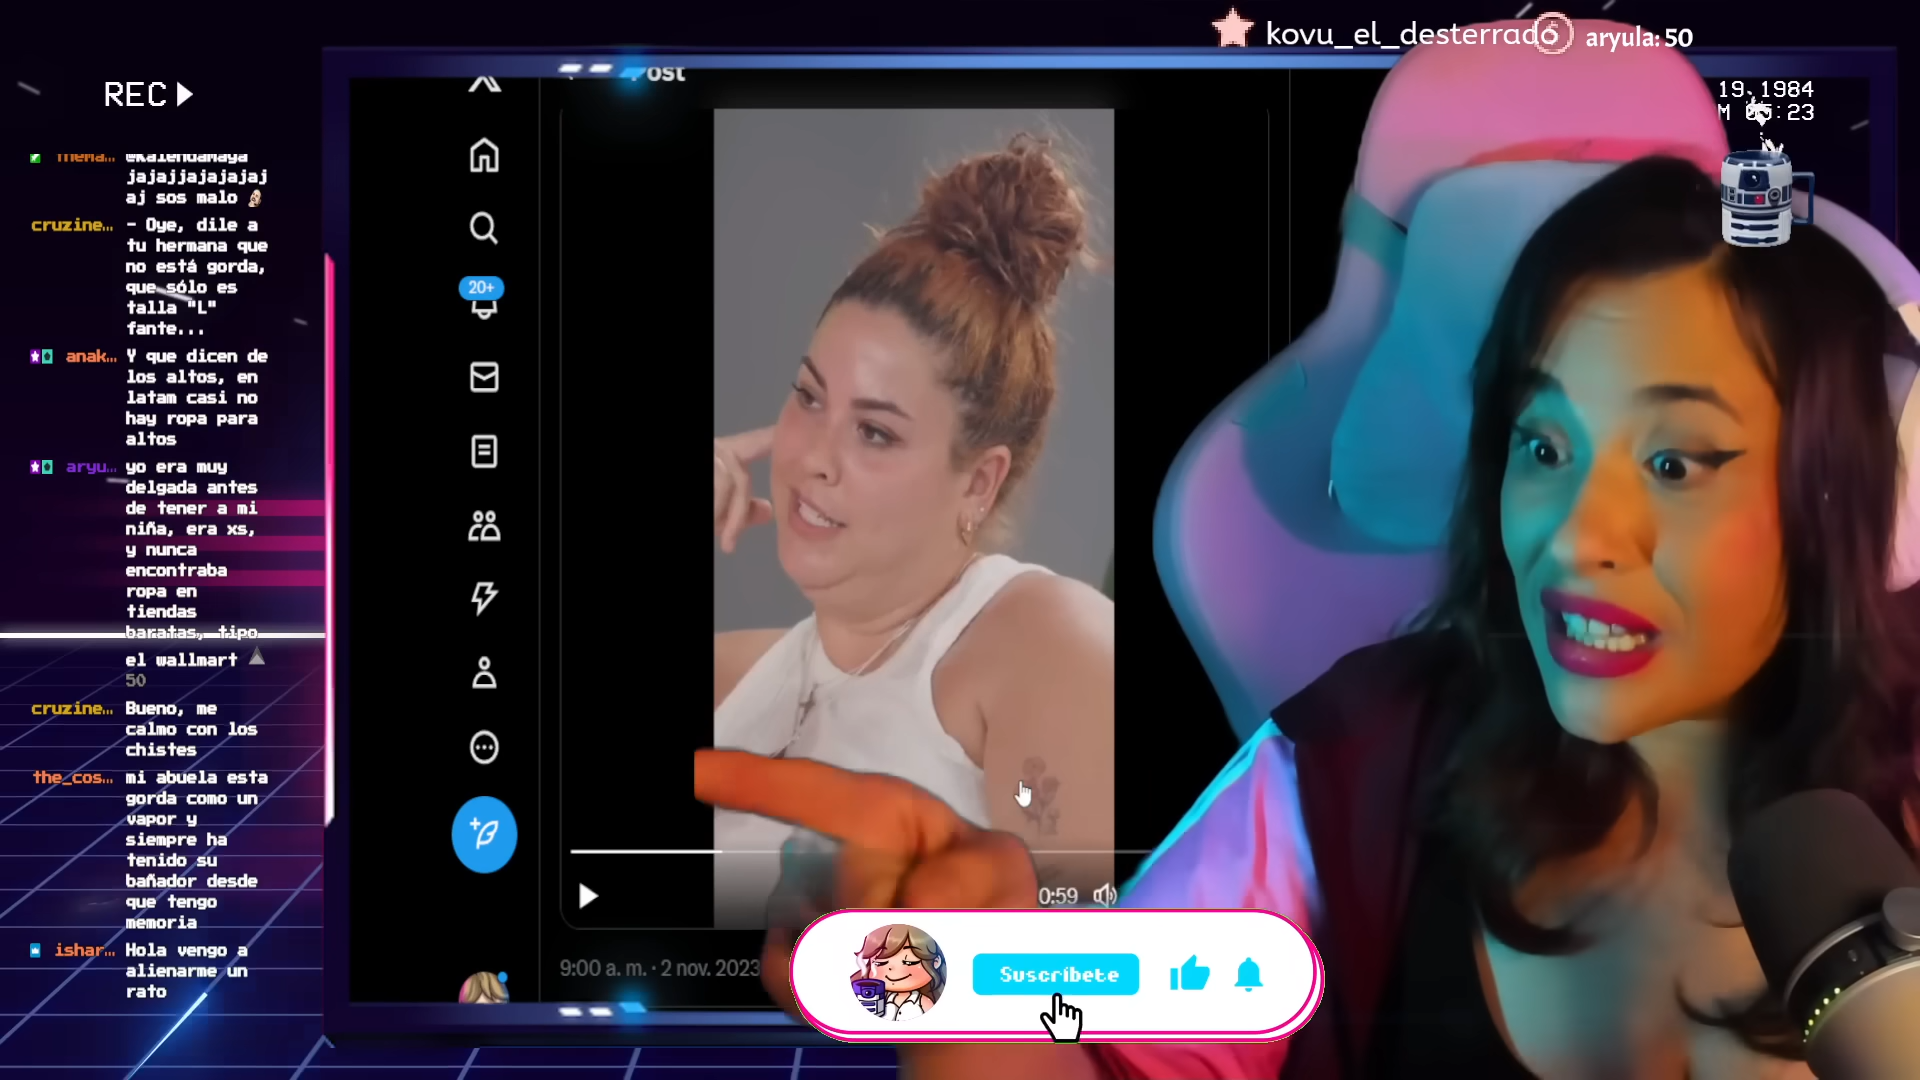 kovu_el_desterrado
aryula: 50
REC
19.1984
05:23
Post
20+
@Kalendamaya
jajajjajajajaj
aj sos malo
cruzine... - Oye, dile a
tu hermana que
no está gorda,
que sólo es
talla "L"
fante...
anak... Y que dicen de
los altos, en
latam casi no
hay ropa para
altos
aryu... yo era muy
delgada antes
de tener a mi
niña, era xs,
y nunca
encontraba
ropa en
tiendas
baratas, tipo
el wallmart
50
cruzine... Bueno, me
calmo con los
chistes
the_cos... mi abuela esta
gorda como un
vapor y
siempre ha
tenido su
bañador desde
que tengo
memoria
ishar... Hola vengo a
alienarme un
rato
0:59
9:00 a. m. · 2 nov. 2023
Suscríbete